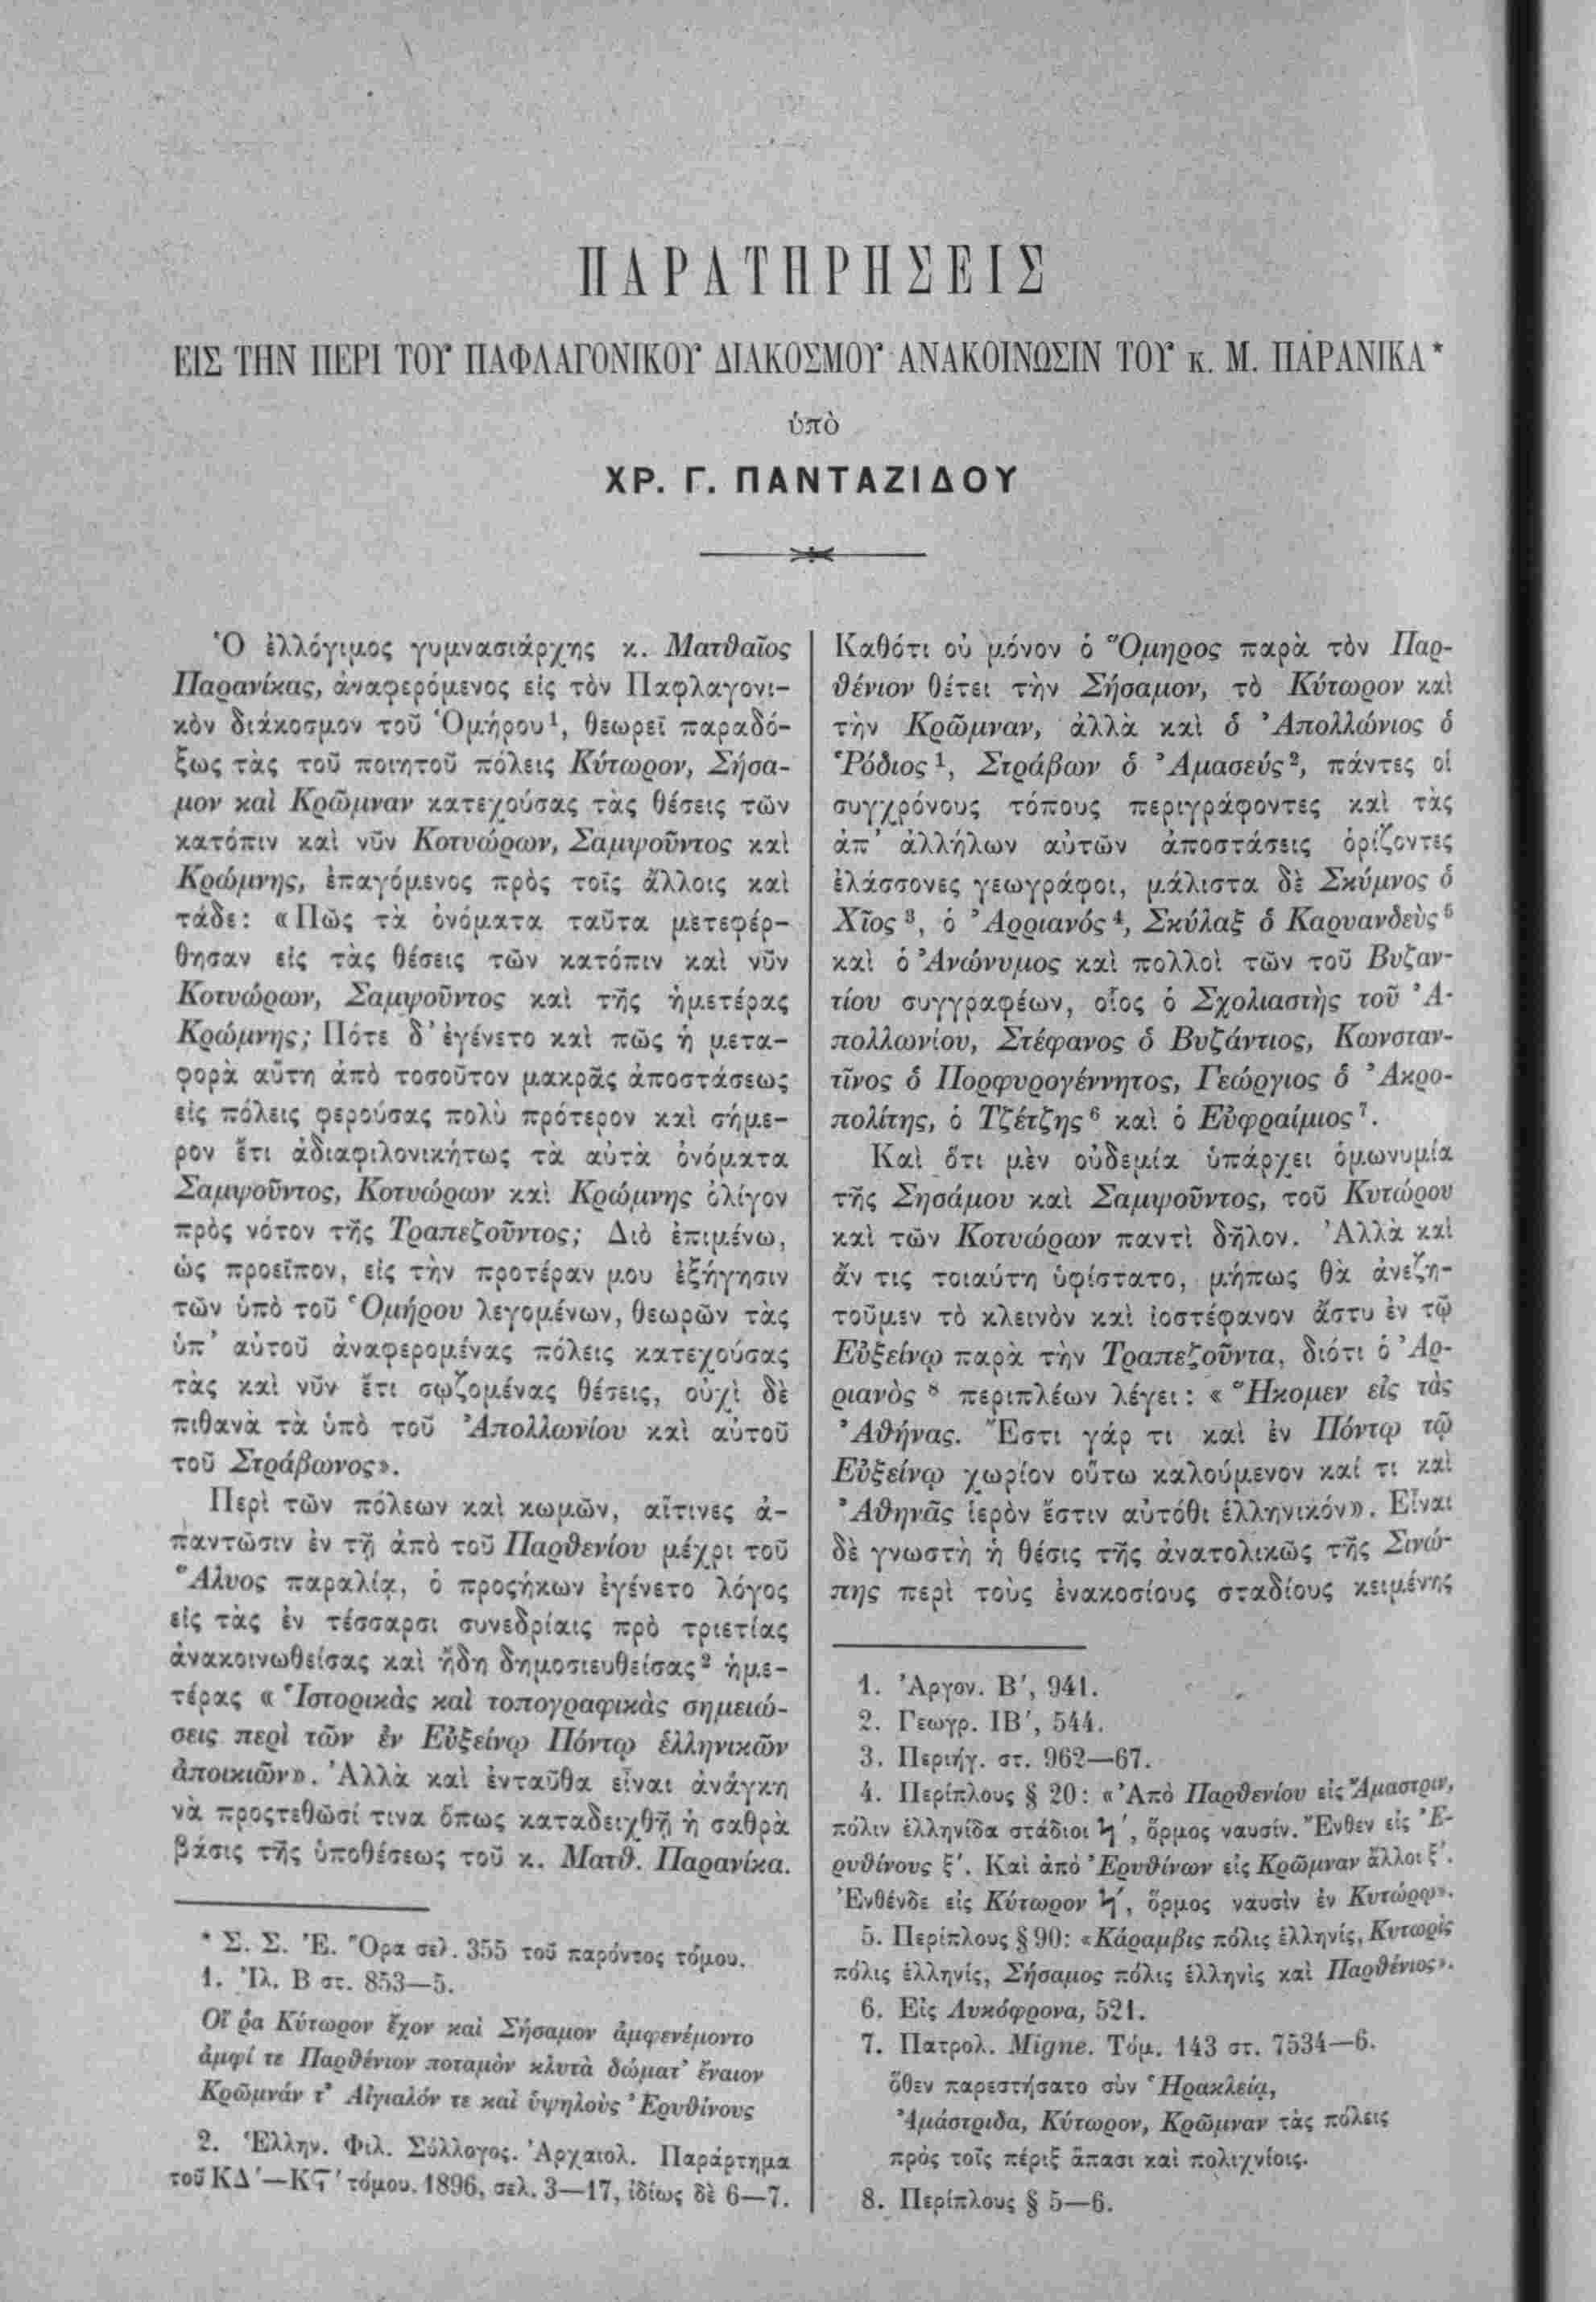 ΠΑΡΑΤΗΡΗΣΕΙΣ
ΕΙΣ ΤΗΝ ΠΕΡΙ ΤΟΥ ΠΑΦΛΑΓΟΝΙΚΟΥ ΔΙΑΚΟΣΜΟΥ ΑΝΑΚΟΙΝΩΣΙΝ ΤΟΥ κ. Μ. ΠΑΡΑΝΙΚΑ *
ὑπὸ
ΧΡ. Γ. ΠΑΝΤΑΖΙΔΟΥ
Ὁ ἐλλόγιμος γυμνασιάρχης κ. Ματθαῖος
Παρανίκας, ἀναφερόμενος εἰς τὸν Παφλαγονι-
κὸν διάκοσμον τοῦ Ὁμήρου¹, θεωρεῖ παραδό-
ξως τὰς τοῦ ποιητοῦ πόλεις Κύτωρον, Σήσα-
μον καὶ Κρῶμναν κατεχούσας τὰς θέσεις τῶν
κατόπιν καὶ νῦν Κοτυώρων, Σαμψοῦντος καὶ
Κρώμνης, ἐπαγόμενος πρὸς τοῖς ἄλλοις καὶ
τάδε: «Πῶς τὰ ὀνόματα ταῦτα μετεφέρ-
θησαν εἰς τὰς θέσεις τῶν κατόπιν καὶ νῦν
Κοτυώρων, Σαμψοῦντος καὶ τῆς ἡμετέρας
Κρώμνης; Πότε δ' ἐγένετο καὶ πῶς ἡ μετα-
φορὰ αὕτη ἀπὸ τοσοῦτον μακρᾶς ἀποστάσεως
εἰς πόλεις φερούσας πολὺ πρότερον καὶ σήμε-
ρον ἔτι ἀδιαφιλονικήτως τὰ αὐτὰ ὀνόματα
Σαμψοῦντος, Κοτυώρων καὶ Κρώμνης ὀλίγον
πρὸς νότον τῆς Τραπεζοῦντος; Διὸ ἐπιμένω,
ὡς προεῖπον, εἰς τὴν προτέραν μου ἐξήγησιν
τῶν ὑπὸ τοῦ Ὁμήρου λεγομένων, θεωρῶν τὰς
ὑπ' αὐτοῦ ἀναφερομένας πόλεις κατεχούσας
τὰς καὶ νῦν ἔτι σῳζομένας θέσεις, οὐχὶ δὲ
πιθανὰ τὰ ὑπὸ τοῦ Ἀπολλωνίου καὶ αὐτοῦ
τοῦ Στράβωνος».
Περὶ τῶν πόλεων καὶ κωμῶν, αἵτινες ἀ-
παντῶσιν ἐν τῇ ἀπὸ τοῦ Παρθενίου μέχρι τοῦ
Ἅλυος παραλίᾳ, ὁ προςήκων ἐγένετο λόγος
εἰς τὰς ἐν τέσσαρσι συνεδρίαις πρὸ τριετίας
ἀνακοινωθείσας καὶ ἤδη δημοσιευθείσας² ἡμε-
τέρας «Ἱστορικὰς καὶ τοπογραφικὰς σημειώ-
σεις περὶ τῶν ἐν Εὐξείνῳ Πόντῳ ἑλληνικῶν
ἀποικιῶν». Ἀλλὰ καὶ ἐνταῦθα εἶναι ἀνάγκη
νὰ προςτεθῶσί τινα ὅπως καταδειχθῇ ἡ σαθρὰ
βάσις τῆς ὑποθέσεως τοῦ κ. Ματθ. Παρανίκα.
* Σ. Σ. Ἐ. Ὅρα σελ. 355 τοῦ παρόντος τόμου.
1. Ἰλ. Β στ. 853—5.
Οἵ ῥα Κύτωρον ἔχον καὶ Σήσαμον ἀμφενέμοντο
ἀμφί τε Παρθένιον ποταμὸν κλυτὰ δώματ' ἔναιον
Κρῶμνάν τ' Αἰγιαλόν τε καὶ ὑψηλοὺς Ἐρυθίνους
2. Ἑλλην. Φιλ. Σύλλογος. Ἀρχαιολ. Παράρτημα
τοῦ ΚΔ'—ΚϚ' τόμου. 1896, σελ. 3—17, ἰδίως δὲ 6—7.
Καθότι οὐ μόνον ὁ Ὅμηρος παρὰ τὸν Παρ-
θένιον θέτει τὴν Σήσαμον, τὸ Κύτωρον καὶ
τὴν Κρῶμναν, ἀλλὰ καὶ ὁ Ἀπολλώνιος ὁ
Ῥόδιος¹, Στράβων ὁ Ἀμασεύς², πάντες οἱ
συγχρόνους τόπους περιγράφοντες καὶ τὰς
ἀπ' ἀλλήλων αὐτῶν ἀποστάσεις ὁρίζοντες
ἐλάσσονες γεωγράφοι, μάλιστα δὲ Σκύμνος ὁ
Χῖος³, ὁ Ἀρριανός⁴, Σκύλαξ ὁ Καρυανδεὺς⁵
καὶ ὁ Ἀνώνυμος καὶ πολλοὶ τῶν τοῦ Βυζαν-
τίου συγγραφέων, οἷος ὁ Σχολιαστὴς τοῦ Ἀ-
πολλωνίου, Στέφανος ὁ Βυζάντιος, Κωνσταν-
τῖνος ὁ Πορφυρογέννητος, Γεώργιος ὁ Ἀκρο-
πολίτης, ὁ Τζέτζης⁶ καὶ ὁ Εὐφραίμιος⁷.
Καὶ ὅτι μὲν οὐδεμία ὑπάρχει ὁμωνυμία
τῆς Σησάμου καὶ Σαμψοῦντος, τοῦ Κυτώρου
καὶ τῶν Κοτυώρων παντὶ δῆλον. Ἀλλὰ καὶ
ἄν τις τοιαύτη ὑφίστατο, μήπως θὰ ἀνεζη-
τοῦμεν τὸ κλεινὸν καὶ ἰοστέφανον ἄστυ ἐν τῷ
Εὐξείνῳ παρὰ τὴν Τραπεζοῦντα, διότι ὁ Ἀρ-
ριανὸς⁸ περιπλέων λέγει: «Ἥκομεν εἰς τὰς
Ἀθήνας. Ἔστι γάρ τι καὶ ἐν Πόντῳ τῷ
Εὐξείνῳ χωρίον οὕτω καλούμενον καί τι καὶ
Ἀθηνᾶς ἱερὸν ἔστιν αὐτόθι ἑλληνικόν». Εἶναι
δὲ γνωστὴ ἡ θέσις τῆς ἀνατολικῶς τῆς Σινώ-
πης περὶ τοὺς ἐνακοσίους σταδίους κειμένης
1. Ἀργον. Β', 941.
2. Γεωγρ. ΙΒ', 544.
3. Περιήγ. στ. 962—67.
4. Περίπλους § 20: «Ἀπὸ Παρθενίου εἰς Ἄμαστριν,
πόλιν ἑλληνίδα στάδιοι ϟ', ὅρμος ναυσίν. Ἔνθεν εἰς Ἐ-
ρυθίνους ξ'. Καὶ ἀπὸ Ἐρυθίνων εἰς Κρῶμναν ἄλλοι ξ'.
Ἐνθένδε εἰς Κύτωρον ϟ', ὅρμος ναυσὶν ἐν Κυτώρῳ».
5. Περίπλους § 90: «Κάραμβις πόλις ἑλληνίς, Κυτωρὶς
πόλις ἑλληνίς, Σήσαμος πόλις ἑλληνὶς καὶ Παρθένιος».
6. Εἰς Λυκόφρονα, 521.
7. Πατρολ. Migne. Τόμ. 143 στ. 7534—6.
ὅθεν παρεστήσατο σὺν Ἡρακλείᾳ,
Ἀμάστριδα, Κύτωρον, Κρῶμναν τὰς πόλεις
πρὸς τοῖς πέριξ ἅπασι καὶ πολιχνίοις.
8. Περίπλους § 5—6.